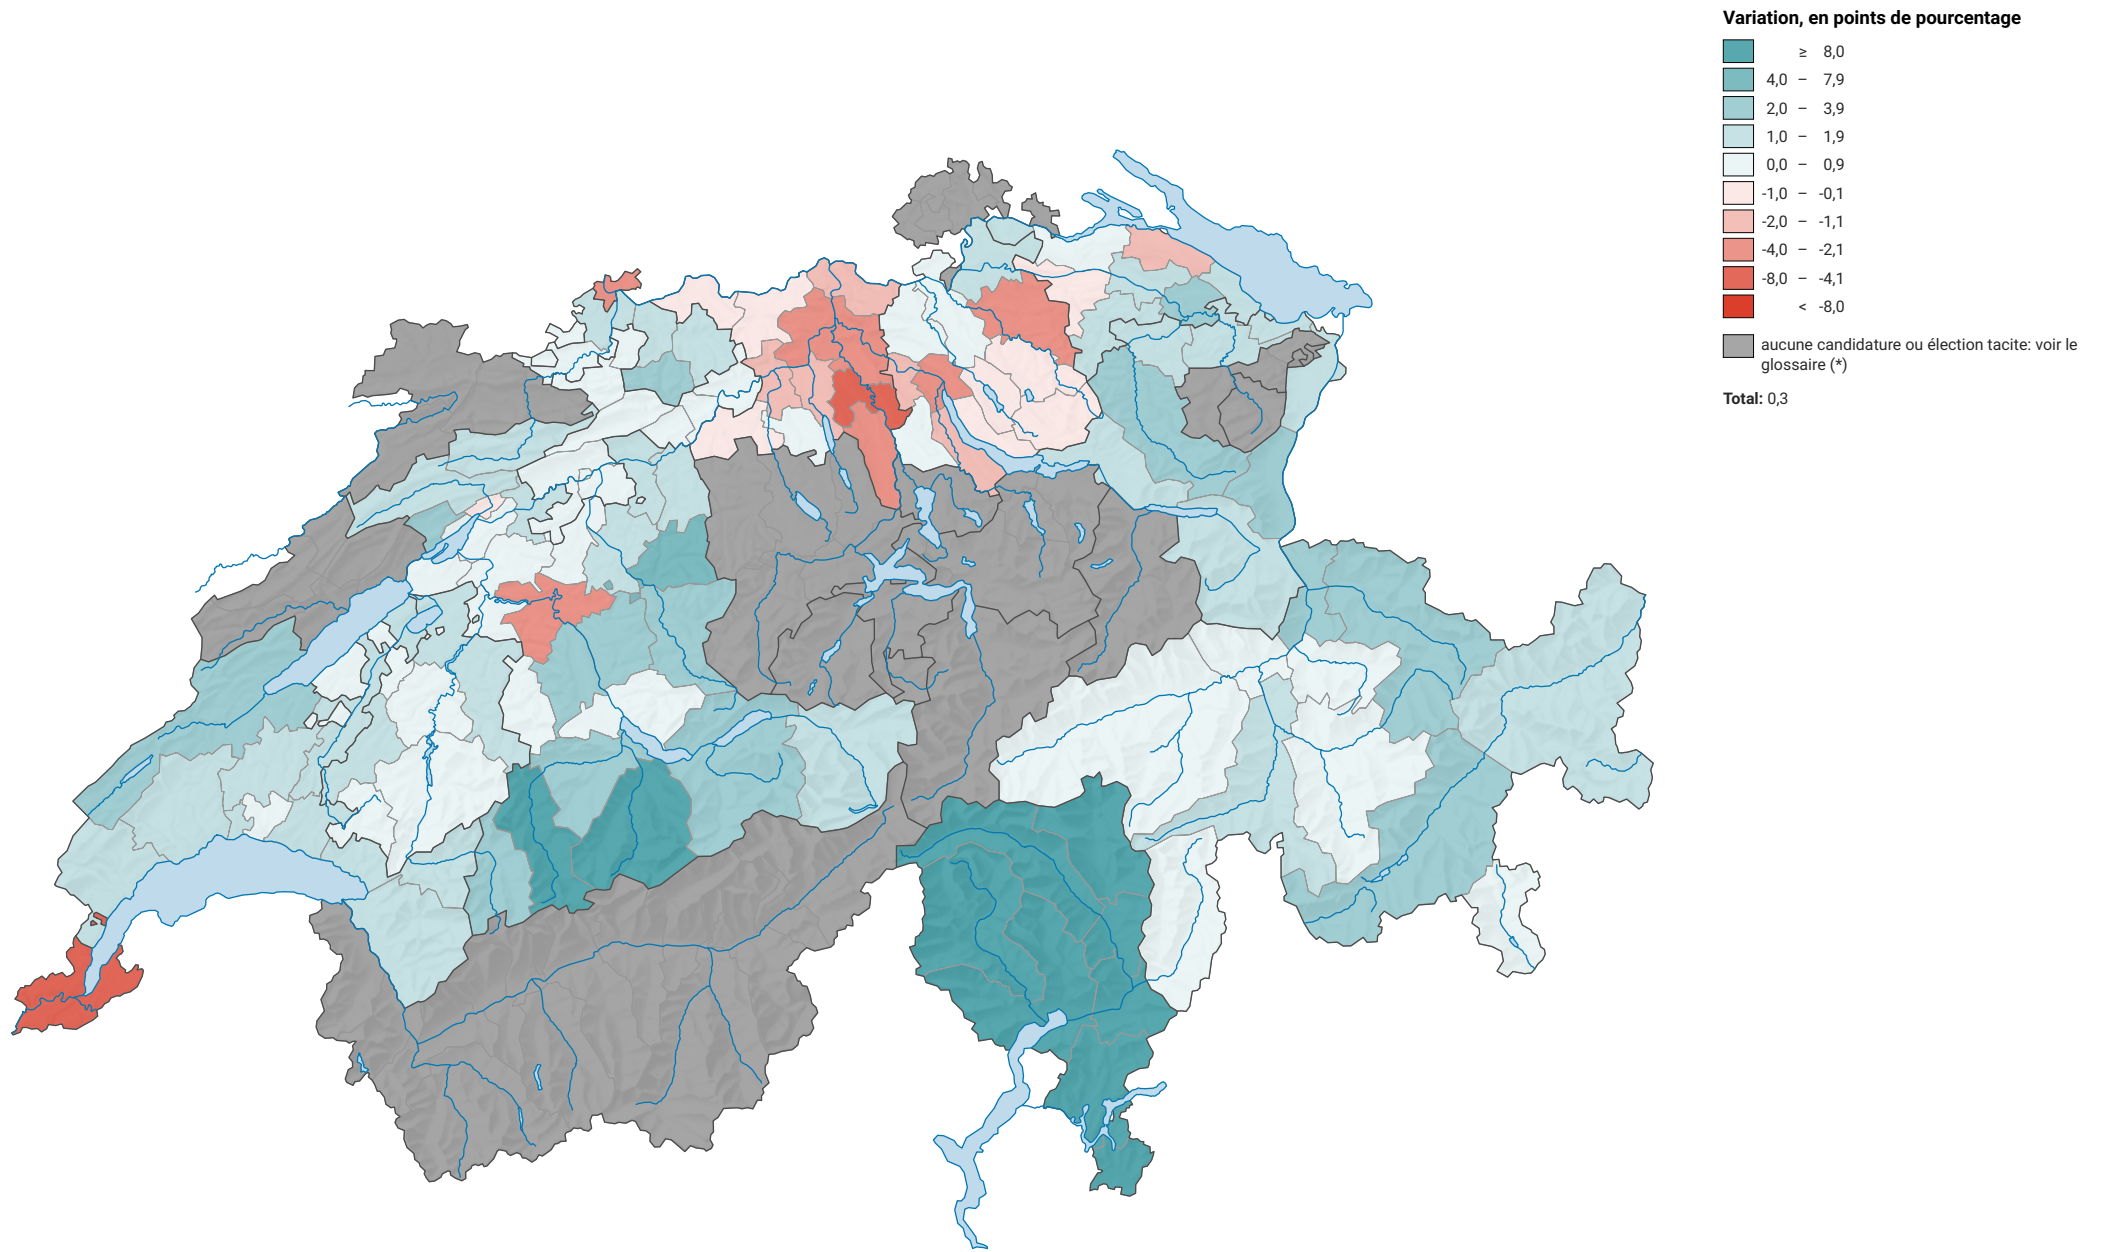 Variation, en points de pourcentage
≥ 8,0
4,0 – 7,9
2,0 – 3,9
1,0 – 1,9
0,0 – 0,9
-1,0 – -0,1
-2,0 – -1,1
-4,0 – -2,1
-8,0 – -4,1
< -8,0
aucune candidature ou élection tacite: voir le
glossaire (*)
Total: 0,3